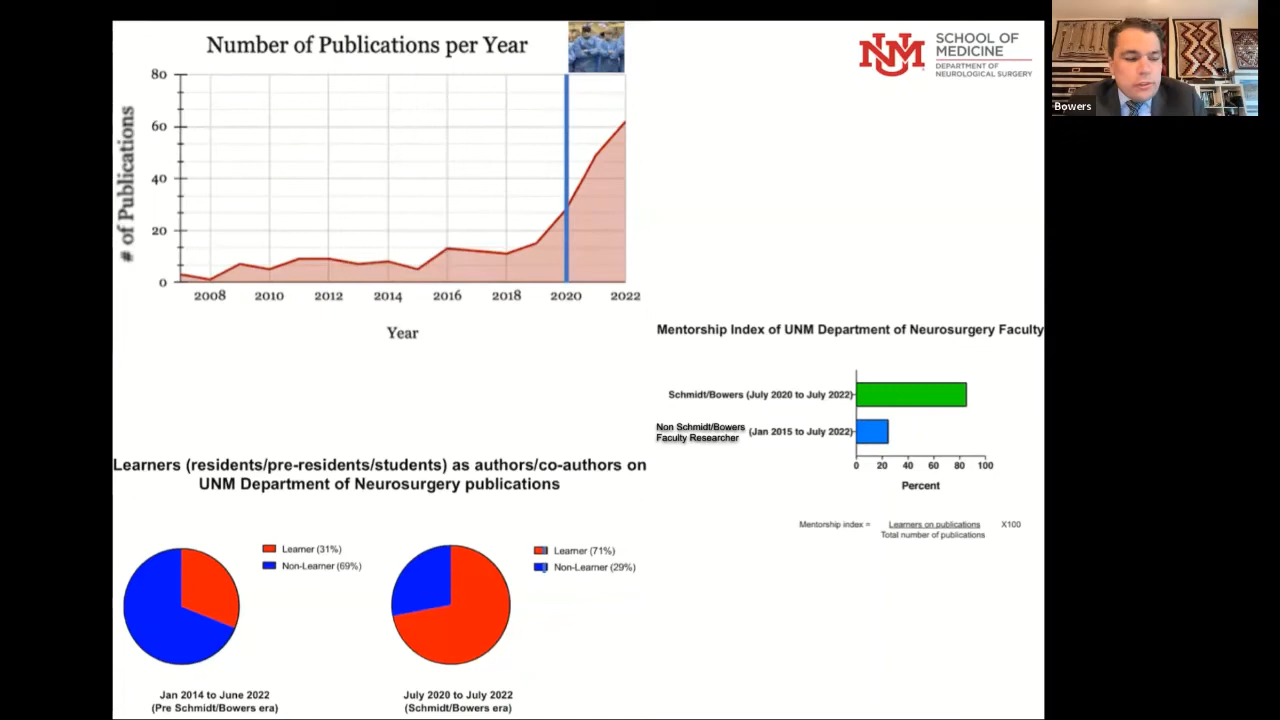 Number of Publications per Year
# of Publications
80
60
40
20
0
2008 2010 2012 2014 2016 2018 2020 2022
Year
UNM
SCHOOL OF
MEDICINE
DEPARTMENT OF
NEUROLOGICAL SURGERY
Bowers
Mentorship Index of UNM Department of Neurosurgery Faculty
Schmidt/Bowers (July 2020 to July 2022)
Non Schmidt/Bowers
Faculty Researcher
(Jan 2015 to July 2022)
0 20 40 60 80 100
Percent
Mentorship index = Learners on publications X100
Total number of publications
Learners (residents/pre-residents/students) as authors/co-authors on
UNM Department of Neurosurgery publications
Learner (31%)
Non-Learner (69%)
Jan 2014 to June 2022
(Pre Schmidt/Bowers era)
Learner (71%)
Non-Learner (29%)
July 2020 to July 2022
(Schmidt/Bowers era)